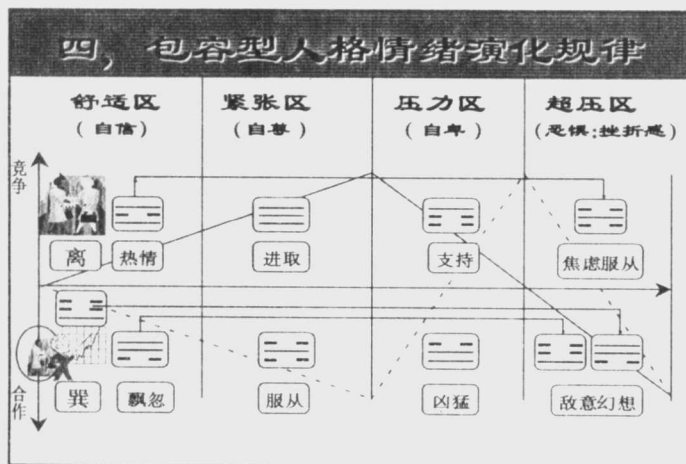 四，包容型人格情绪演化规律
舒适区 紧张区 压力区 超压区
（自信） （自尊） （自卑） （恐惧；挫折感）
竞争
离 热情 进取 支持 焦虑服从
合作
巽 飘忽 服从 凶猛 敌意幻想